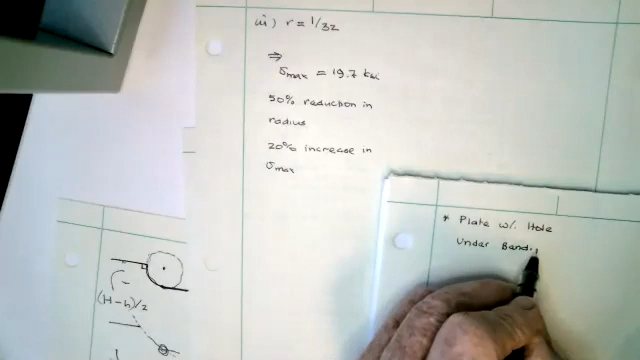 iii) r = 1/32
⇒
σmax = 19.7 ksi
50% reduction in
radius
20% increase in
σmax
* Plate w/. Hole
Under Bendi
(H-h)/2